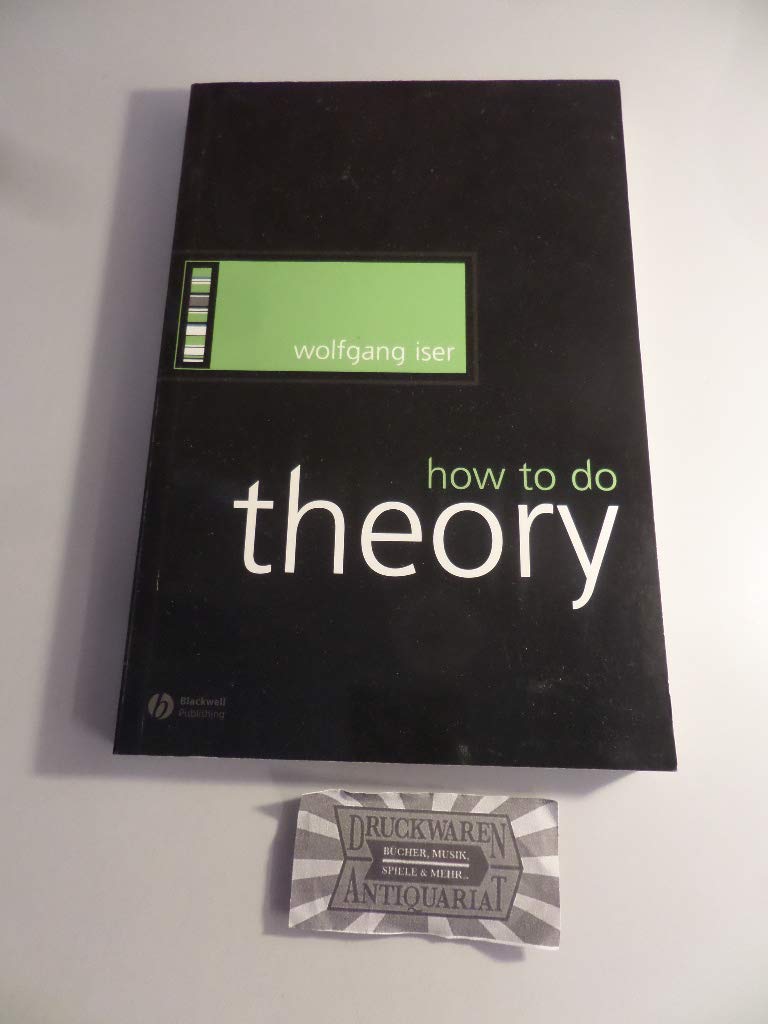 wolfgang iser
how to do
theory
Blackwell
Publishing
DRUCKWAREN
BÜCHER, MUSIK,
SPIELE & MEHR..
ANTIQUARIAT